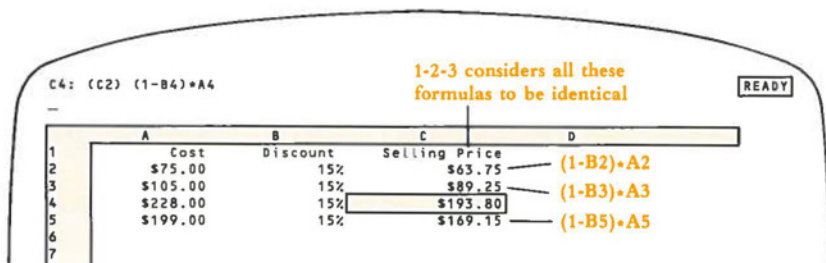 1-2-3 considers all these
formulas to be identical
C4: (C2) (1-B4)*A4
READY
A B C D
1 Cost Discount Selling Price
2 $75.00 15% $63.75 (1-B2)*A2
3 $105.00 15% $89.25 (1-B3)*A3
4 $228.00 15% $193.80
5 $199.00 15% $169.15 (1-B5)*A5
6
7